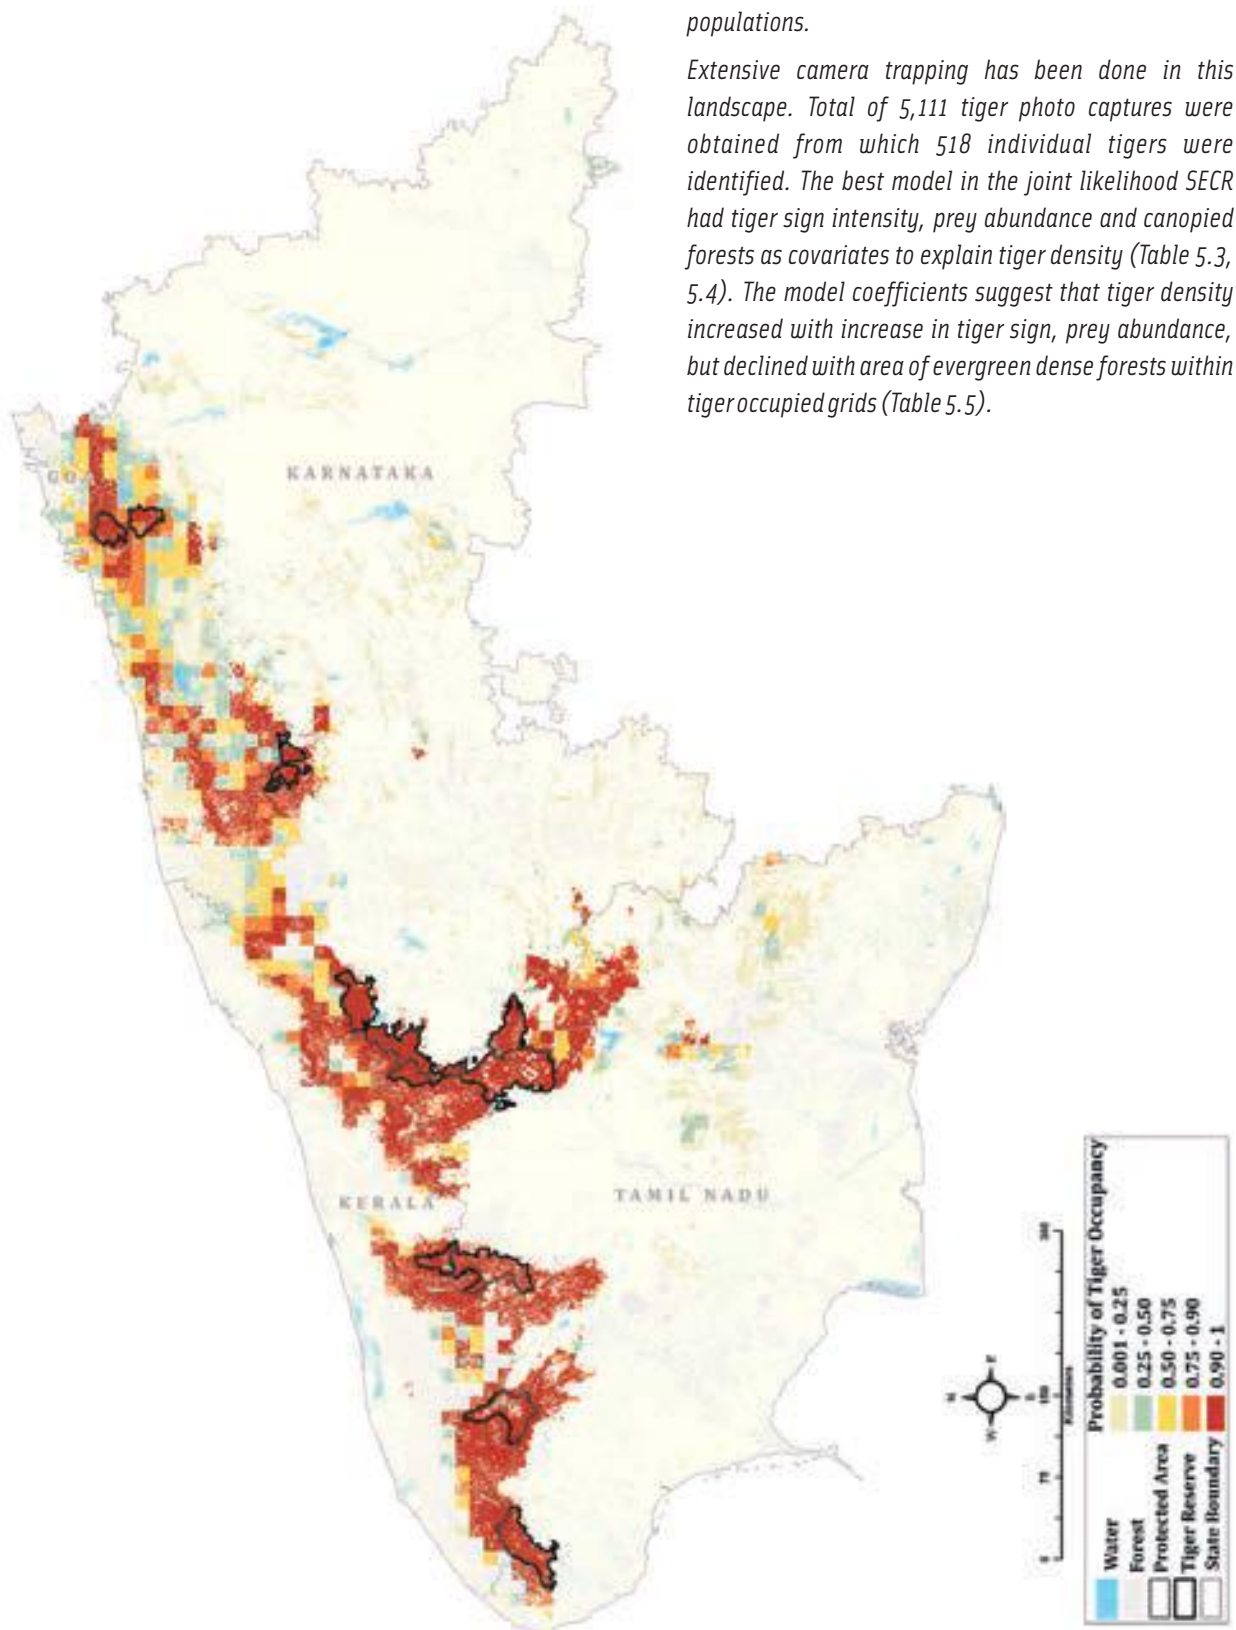 populations.
Extensive camera trapping has been done in this
landscape. Total of 5,111 tiger photo captures were
obtained from which 518 individual tigers were
identified. The best model in the joint likelihood SECR
had tiger sign intensity, prey abundance and canopied
forests as covariates to explain tiger density (Table 5.3,
5.4). The model coefficients suggest that tiger density
increased with increase in tiger sign, prey abundance,
but declined with area of evergreen dense forests within
tiger occupied grids (Table 5.5).
GOA
KARNATAKA
KERALA
TAMIL NADU
N
E
W
0
75
Kilometers
Water
Forest
Protected Area
Tiger Reserve
State Boundary
Probability of Tiger Occupancy
0.001 - 0.25
0.25 - 0.50
0.50 - 0.75
0.75 - 0.90
0.90 - 1